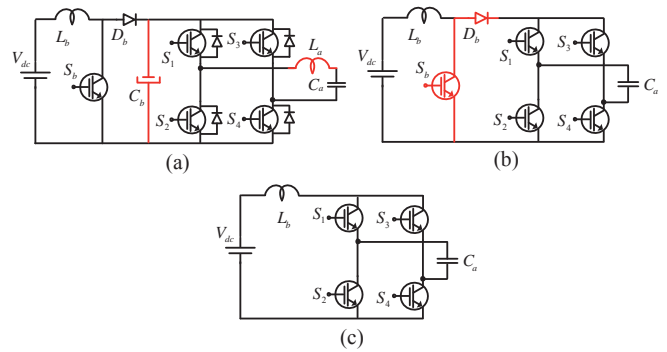 L_b D_b S_1 S_3 L_a
V_dc S_b C_b C_a
S_2 S_4
(a)
L_b D_b S_1 S_3
V_dc S_b C_a
S_2 S_4
(b)
L_b S_1 S_3
V_dc C_a
S_2 S_4
(c)